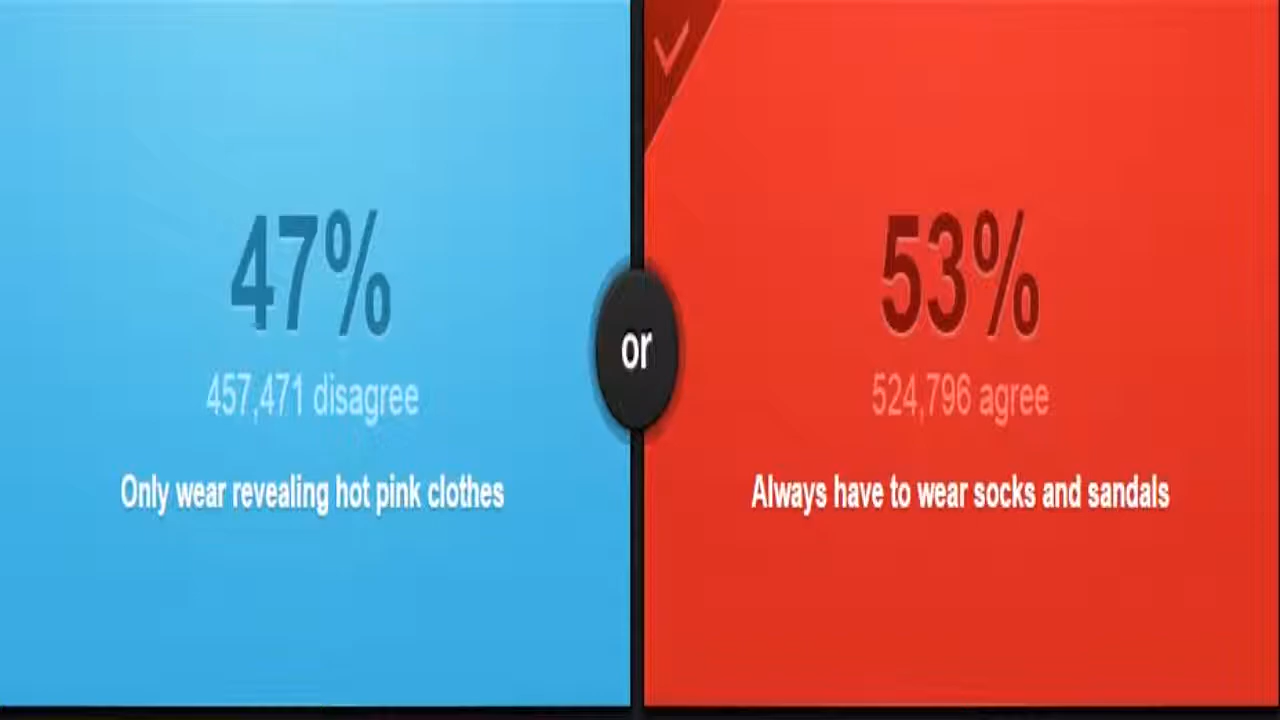 47%
457,471 disagree
Only wear revealing hot pink clothes
or
53%
524,796 agree
Always have to wear socks and sandals